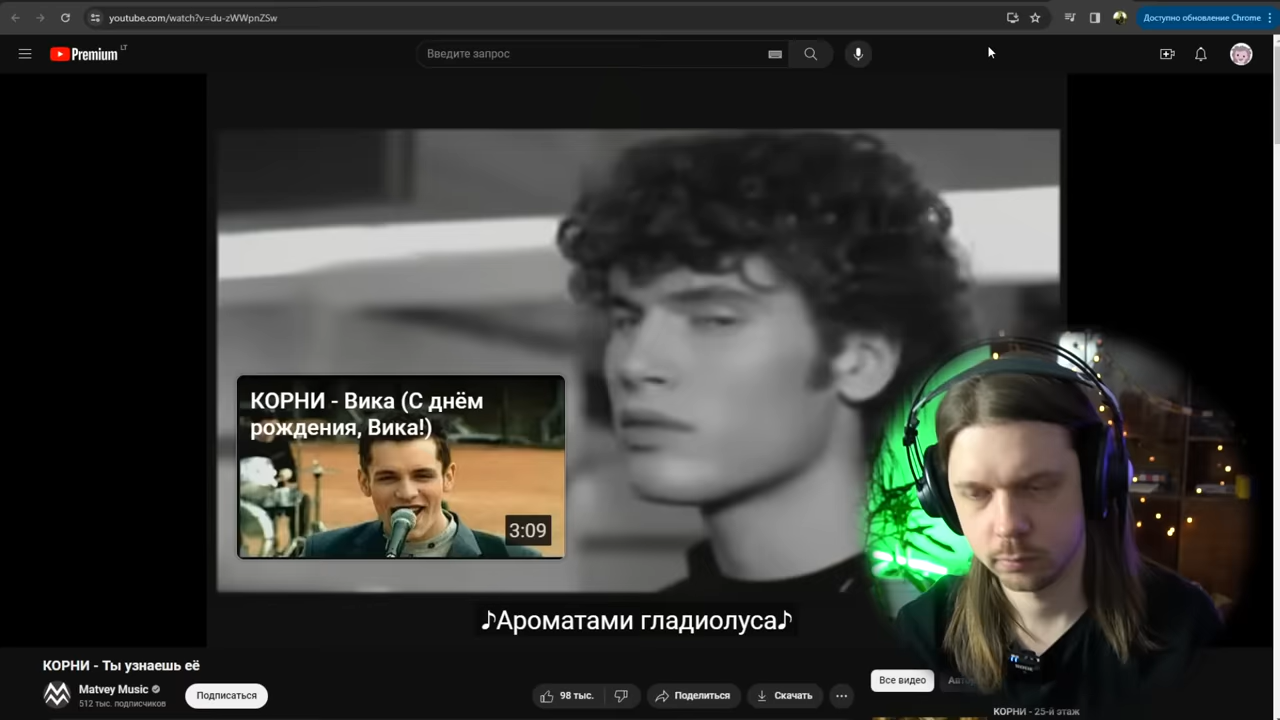 youtube.com/watch?v=du-zWWpnZSw
Доступно обновление Chrome
Premium
LT
Введите запрос
КОРНИ - Вика (С днём
рождения, Вика!)
3:09
♪Ароматами гладиолуса♪
КОРНИ - Ты узнаешь её
Matvey Music
512 тыс. подписчиков
Подписаться
98 тыс.
Поделиться
Скачать
Все видео
КОРНИ - 25-й этаж